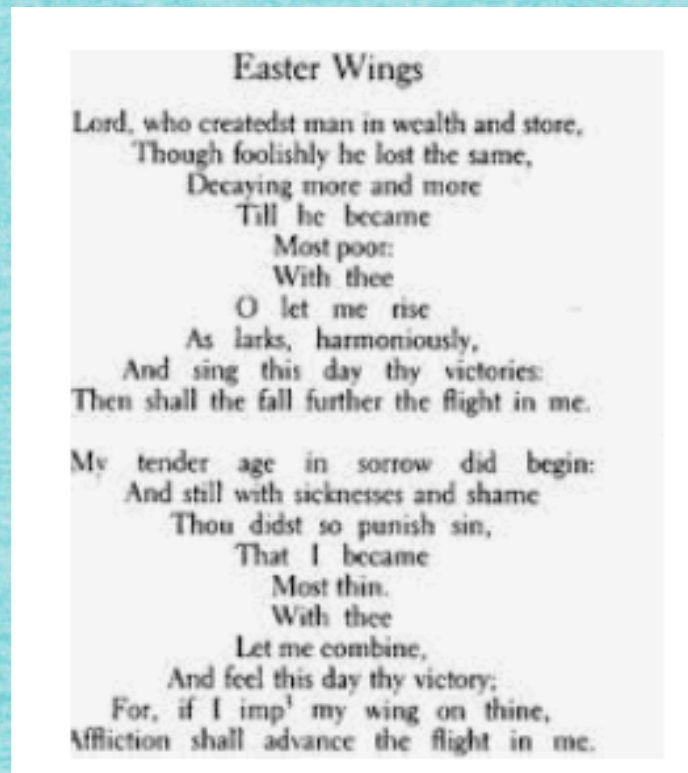 Easter Wings
Lord, who createdst man in wealth and store,
Though foolishly he lost the same,
Decaying more and more
Till he became
Most poor:
With thee
O let me rise
As larks, harmoniously,
And sing this day thy victories:
Then shall the fall further the flight in me.
My tender age in sorrow did begin:
And still with sicknesses and shame
Thou didst so punish sin,
That I became
Most thin.
With thee
Let me combine,
And feel this day thy victory;
For, if I imp¹ my wing on thine,
Affliction shall advance the flight in me.